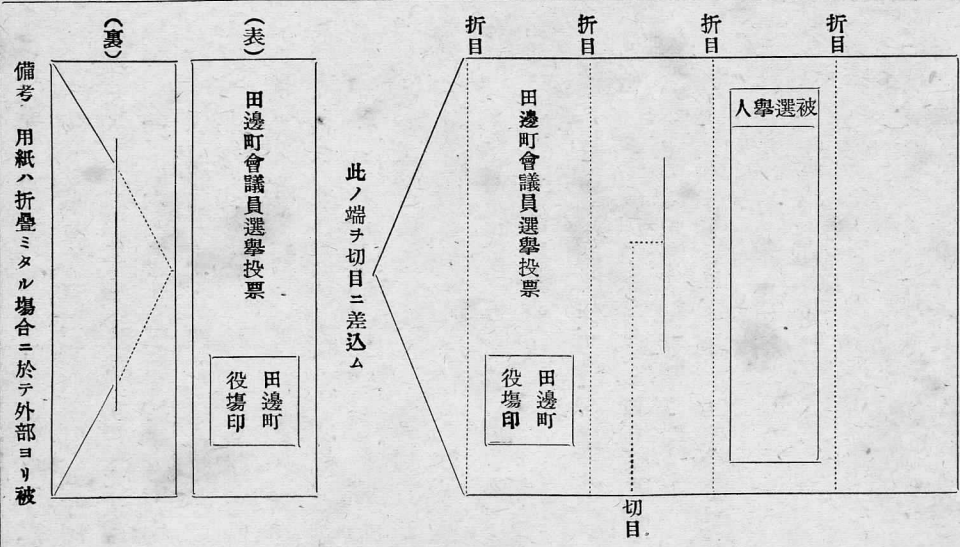 折目
折目
折目
折目
被選擧人
田邊町會議員選擧投票
田邊町
役塲印
切目
此ノ端ヲ切目ニ差込ム
(表)
田邊町會議員選擧投票
田邊町
役塲印
(裏)
備考 用紙ハ折疊ミタル塲合ニ於テ外部ヨリ被